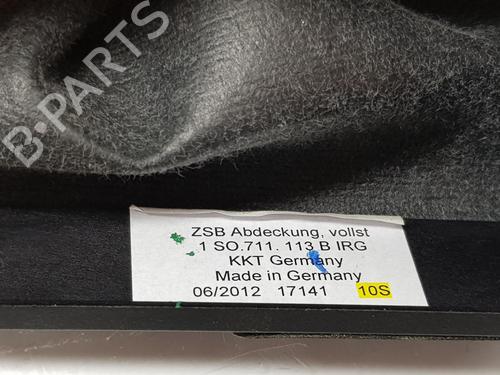 B-PARTS
ZSB Abdeckung, vollst
1 SO.711. 113 B IRG
KKT Germany
Made in Germany
06/2012 17141 10S